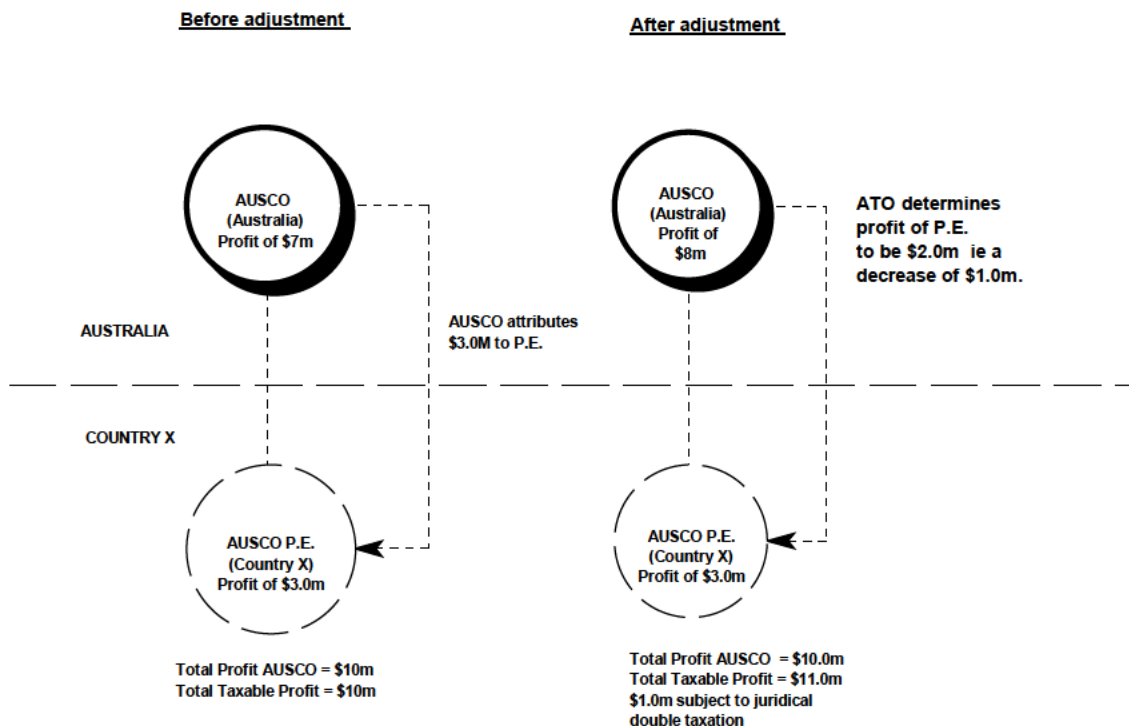 Before adjustment
After adjustment
AUSCO
(Australia)
Profit of $7m
AUSCO
(Australia)
Profit of
$8m
ATO determines
profit of P.E.
to be $2.0m ie a
decrease of $1.0m.
AUSTRALIA
AUSCO attributes
$3.0M to P.E.
COUNTRY X
AUSCO P.E.
(Country X)
Profit of $3.0m
AUSCO P.E.
(Country X)
Profit of $3.0m
Total Profit AUSCO = $10m
Total Taxable Profit = $10m
Total Profit AUSCO = $10.0m
Total Taxable Profit = $11.0m
$1.0m subject to juridical
double taxation